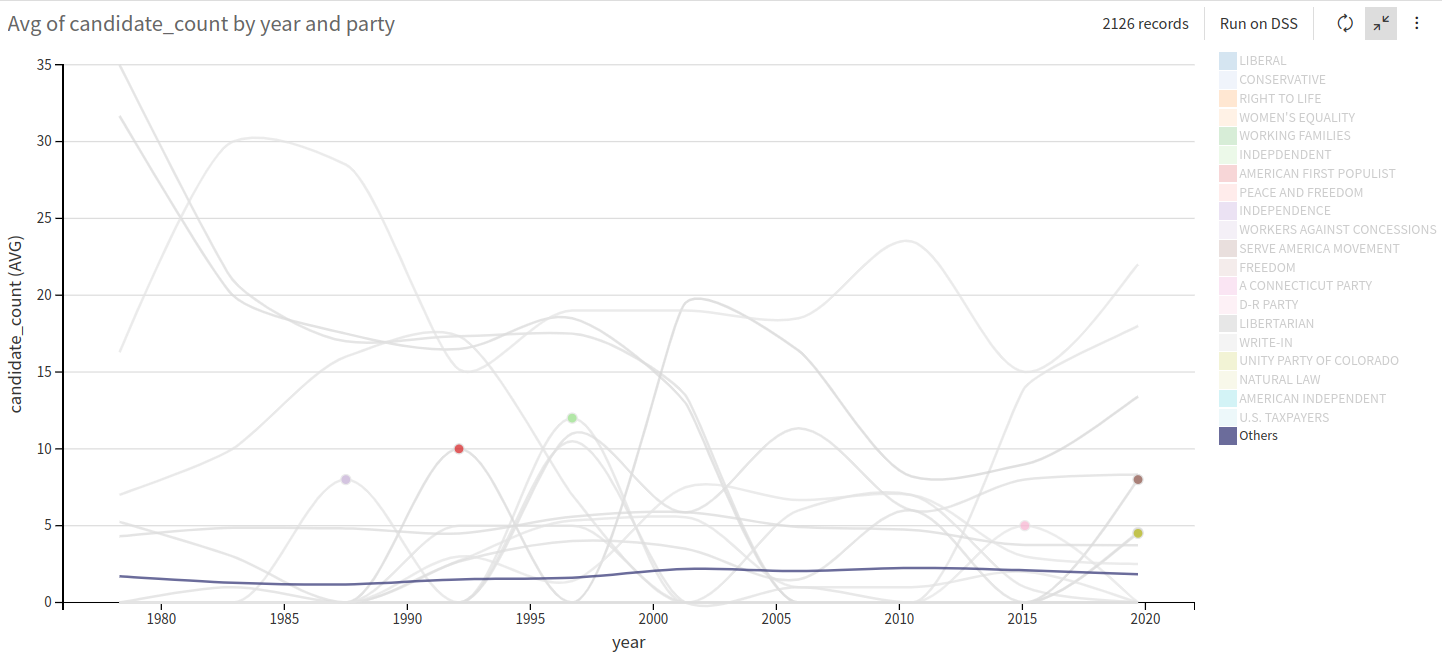 Avg of candidate_count by year and party
2126 records
Run on DSS
candidate_count (AVG)
35
30
25
20
15
10
5
0
1980
1985
1990
1995
2000
2005
2010
2015
2020
year
LIBERAL
CONSERVATIVE
RIGHT TO LIFE
WOMEN'S EQUALITY
WORKING FAMILIES
INDEPDENDENT
AMERICAN FIRST POPULIST
PEACE AND FREEDOM
INDEPENDENCE
WORKERS AGAINST CONCESSIONS
SERVE AMERICA MOVEMENT
FREEDOM
A CONNECTICUT PARTY
D-R PARTY
LIBERTARIAN
WRITE-IN
UNITY PARTY OF COLORADO
NATURAL LAW
AMERICAN INDEPENDENT
U.S. TAXPAYERS
Others